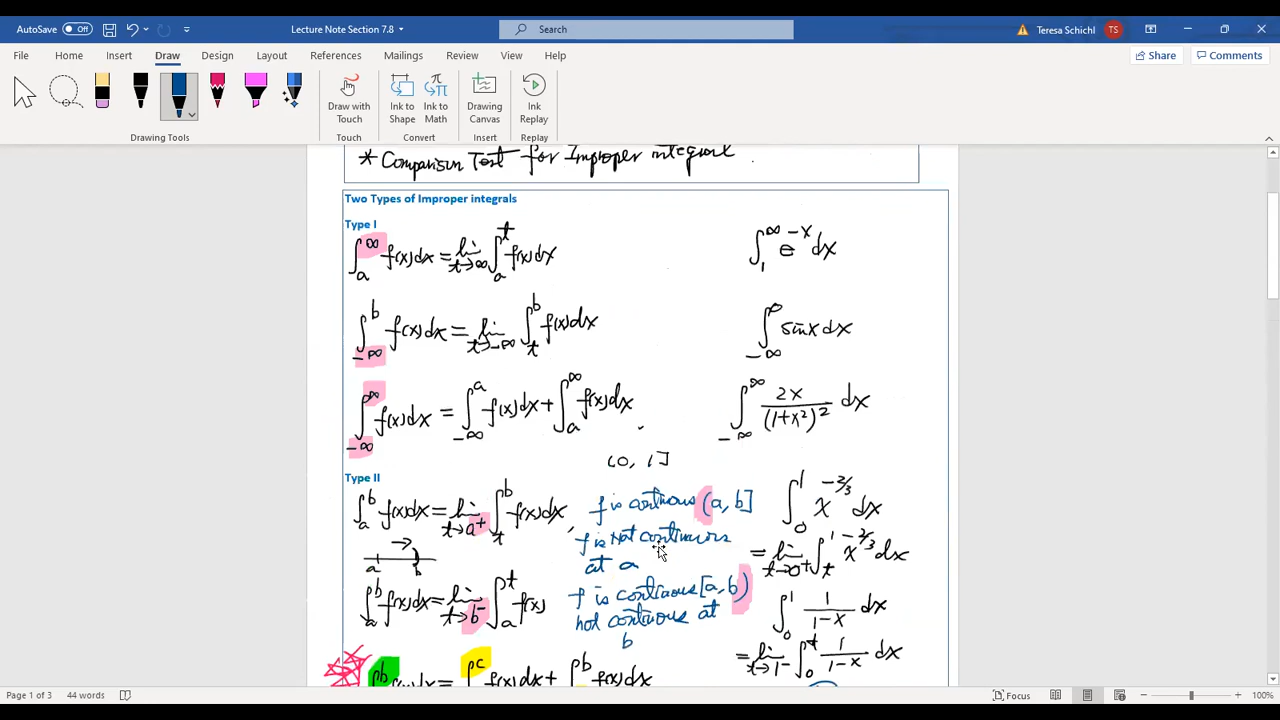 AutoSave Off Lecture Note Section 7.8 Search Teresa Schichl TS
File Home Insert Draw Design Layout References Mailings Review View Help Share Comments
Draw with Touch Ink to Shape Ink to Math Drawing Canvas Ink Replay
Drawing Tools Touch Convert Insert Replay
* Comparison Test for Improper integral.
Two Types of Improper integrals
Type I
∫_a^∞ f(x)dx = lim_{t→∞} ∫_a^t f(x)dx ∫_1^∞ e^{-x} dx
∫_{-∞}^b f(x)dx = lim_{t→-∞} ∫_t^b f(x)dx ∫_{-∞}^∞ sinx dx
∫_{-∞}^∞ f(x)dx = ∫_{-∞}^a f(x)dx + ∫_a^∞ f(x)dx ∫_{-∞}^∞ 2x/(1+x²)² dx
(0, 1]
Type II
∫_a^b f(x)dx = lim_{t→a+} ∫_t^b f(x)dx, f is continuous (a, b] ∫_0^1 x^{-2/3} dx
f is Not continuous
at a
= lim_{t→0+} ∫_t^1 x^{-2/3} dx
a b
∫_a^b f(x)dx = lim_{t→b-} ∫_a^t f(x) f is continuous [a, b) ∫_0^1 1/(1-x) dx
not continuous at
b
= lim_{t→1-} ∫_0^t 1/(1-x) dx
∫^b f(x)dx = ∫^c f(x)dx + ∫^b f(x)dx
Page 1 of 3 44 words Focus 100%